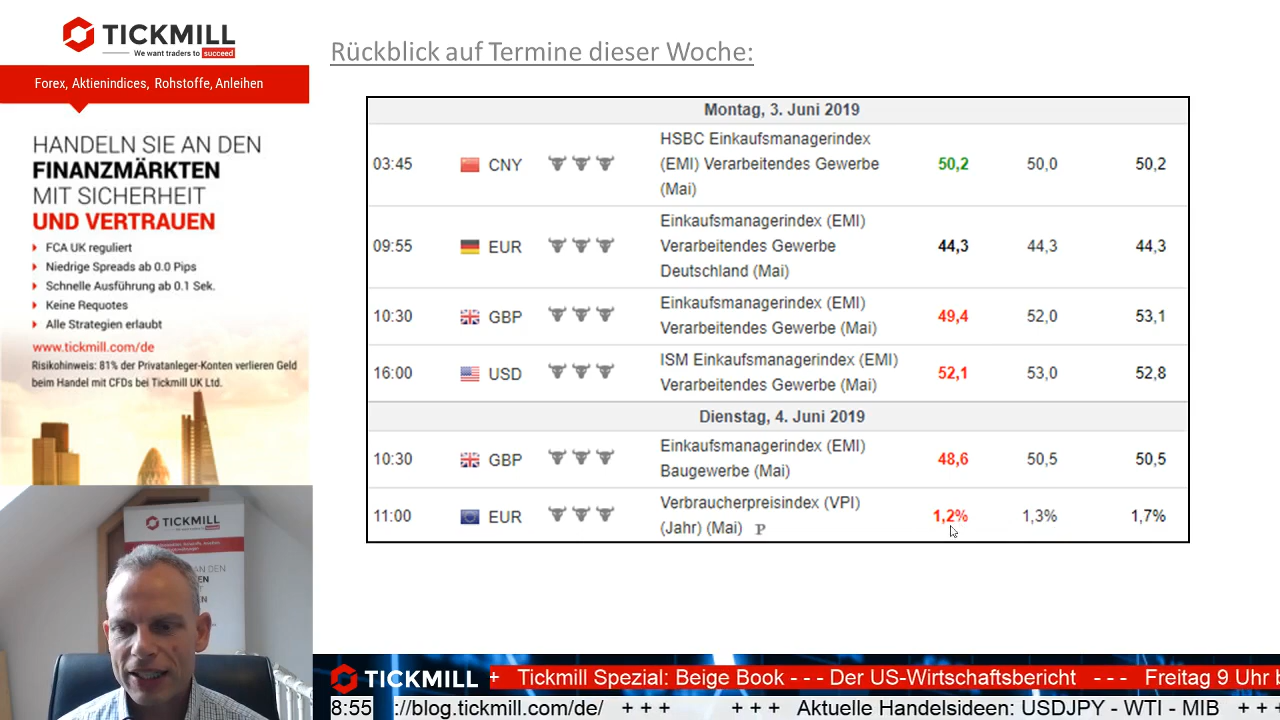 TICKMILL
We want traders to succeed
Forex, Aktienindices, Rohstoffe, Anleihen
HANDELN SIE AN DEN
FINANZMÄRKTEN
MIT SICHERHEIT
UND VERTRAUEN
FCA UK reguliert
Niedrige Spreads ab 0.0 Pips
Schnelle Ausführung ab 0.1 Sek.
Keine Requotes
Alle Strategien erlaubt
www.tickmill.com/de
Risikohinweis: 81% der Privatanleger-Konten verlieren Geld
beim Handel mit CFDs bei Tickmill UK Ltd.
Rückblick auf Termine dieser Woche:
Montag, 3. Juni 2019
HSBC Einkaufsmanagerindex
03:45 CNY (EMI) Verarbeitendes Gewerbe 50,2 50,0 50,2
(Mai)
Einkaufsmanagerindex (EMI)
09:55 EUR Verarbeitendes Gewerbe 44,3 44,3 44,3
Deutschland (Mai)
Einkaufsmanagerindex (EMI)
10:30 GBP Verarbeitendes Gewerbe (Mai) 49,4 52,0 53,1
ISM Einkaufsmanagerindex (EMI)
16:00 USD Verarbeitendes Gewerbe (Mai) 52,1 53,0 52,8
Dienstag, 4. Juni 2019
Einkaufsmanagerindex (EMI)
10:30 GBP Baugewerbe (Mai) 48,6 50,5 50,5
Verbraucherpreisindex (VPI)
11:00 EUR (Jahr) (Mai) P 1,2% 1,3% 1,7%
TICKMILL
AN DEN
TICKMILL + Tickmill Spezial: Beige Book - - - Der US-Wirtschaftsbericht - - - Freitag 9 Uhr b
8:55 ://blog.tickmill.com/de/ + + + + + + Aktuelle Handelsideen: USDJPY - WTI - MIB + + +